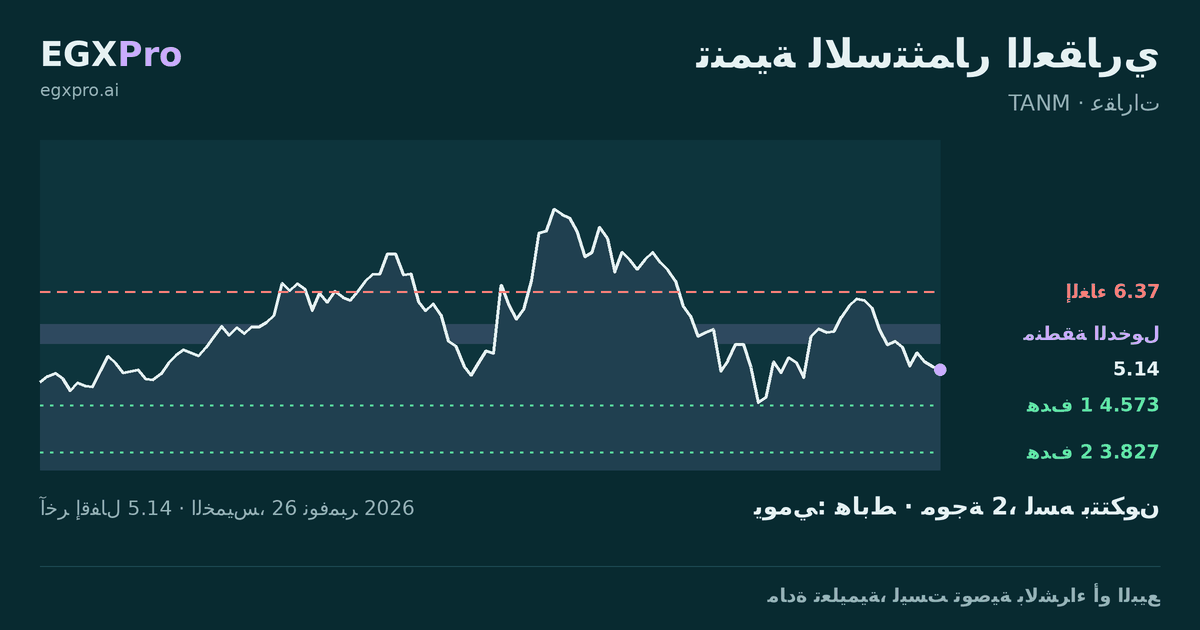 EGXPro
egxpro.ai
تنمية للاستثمار العقاري
TANM · عقارات
إلغاء 6.37
منطقة الدخول
5.14
هدف 1 4.573
هدف 2 3.827
يومي: هابط · موجة 2، لسه بتتكون
آخر إقفال 5.14 · الخميس، 26 نوفمبر 2026
مادة تعليمية، ليست توصية بالشراء أو البيع